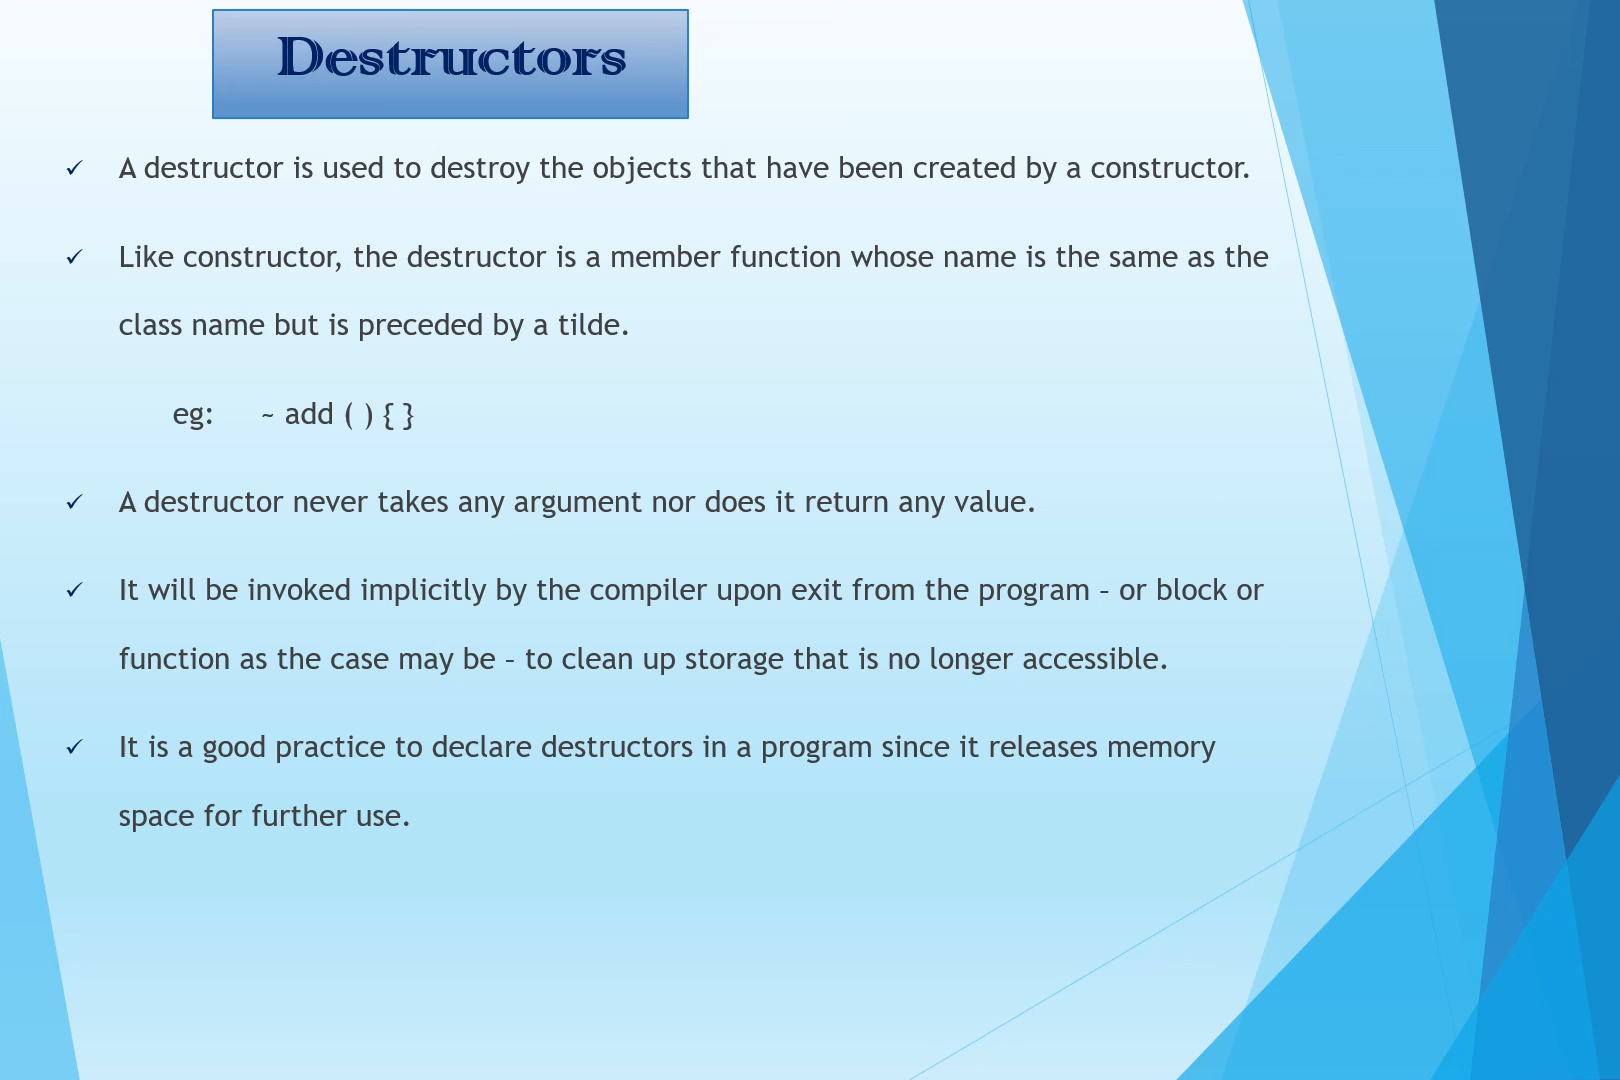 Destructors
✓ A destructor is used to destroy the objects that have been created by a constructor.
✓ Like constructor, the destructor is a member function whose name is the same as the
class name but is preceded by a tilde.
eg: ~ add ( ) { }
✓ A destructor never takes any argument nor does it return any value.
✓ It will be invoked implicitly by the compiler upon exit from the program – or block or
function as the case may be – to clean up storage that is no longer accessible.
✓ It is a good practice to declare destructors in a program since it releases memory
space for further use.